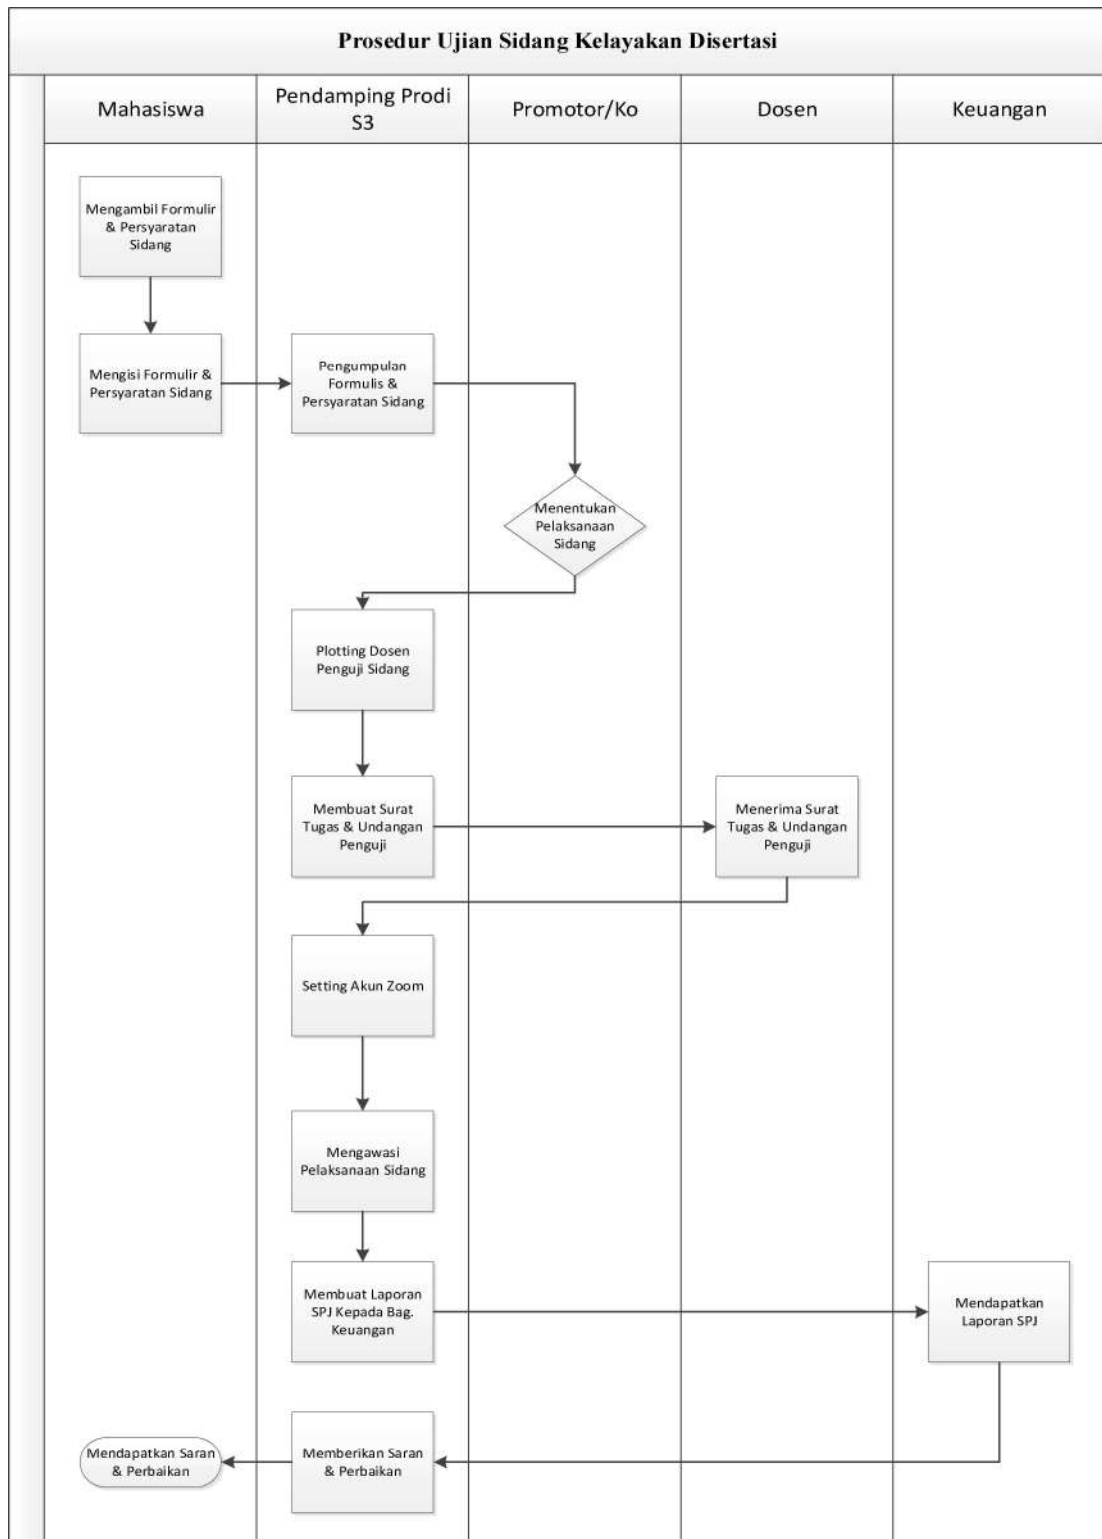 Prosedur Ujian Sidang Kelayakan Disertasi
Mahasiswa
Pendamping Prodi
S3
Promotor/Ko
Dosen
Keuangan
Mengambil Formulir
& Persyaratan
Sidang
Mengisi Formulir &
Persyaratan Sidang
Pengumpulan
Formulis &
Persyaratan Sidang
Menentukan
Pelaksanaan
Sidang
Plotting Dosen
Penguji Sidang
Membuat Surat
Tugas & Undangan
Penguji
Menerima Surat
Tugas & Undangan
Penguji
Setting Akun Zoom
Mengawasi
Pelaksanaan Sidang
Membuat Laporan
SPJ Kepada Bag.
Keuangan
Mendapatkan
Laporan SPJ
Memberikan Saran
& Perbaikan
Mendapatkan Saran
& Perbaikan